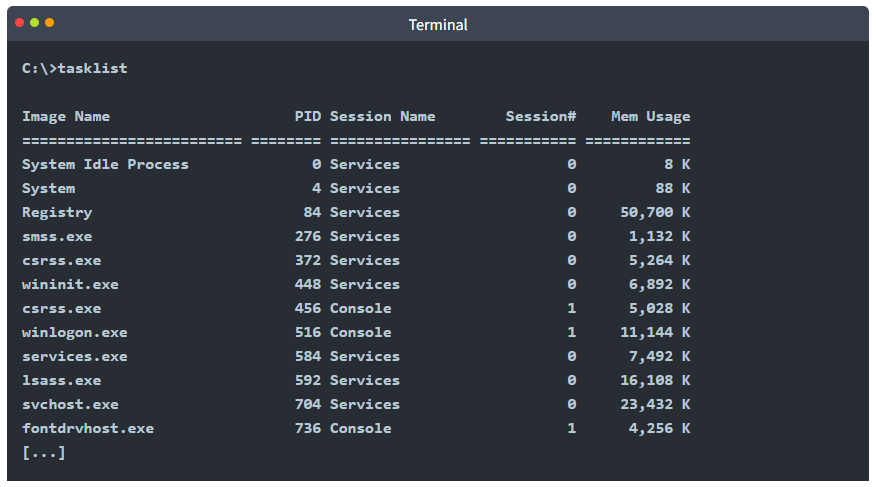 Terminal
C:\>tasklist
Image Name                     PID Session Name        Session#    Mem Usage
========================= ======== ================ =========== ============
System Idle Process              0 Services                   0          8 K
System                           4 Services                   0         88 K
Registry                        84 Services                   0     50,700 K
smss.exe                       276 Services                   0      1,132 K
csrss.exe                      372 Services                   0      5,264 K
wininit.exe                    448 Services                   0      6,892 K
csrss.exe                      456 Console                    1      5,028 K
winlogon.exe                   516 Console                    1     11,144 K
services.exe                   584 Services                   0      7,492 K
lsass.exe                      592 Services                   0     16,108 K
svchost.exe                    704 Services                   0     23,432 K
fontdrvhost.exe                736 Console                    1      4,256 K
[...]